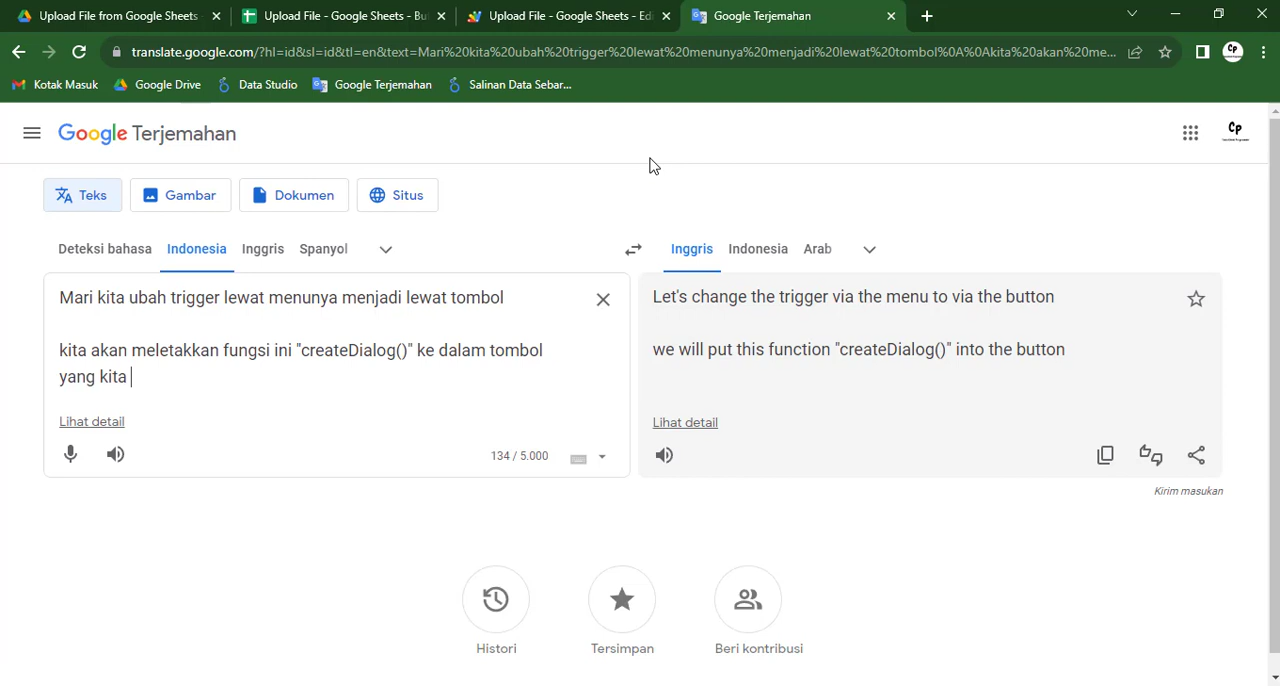 Upload File from Google Sheets
Upload File - Google Sheets - Bu
Upload File - Google Sheets - Edi
Google Terjemahan
translate.google.com/?hl=id&sl=id&tl=en&text=Mari%20kita%20ubah%20trigger%20lewat%20menunya%20menjadi%20lewat%20tombol%0A%0Akita%20akan%20me...
Cp
Kotak Masuk
Google Drive
Data Studio
Google Terjemahan
Salinan Data Sebar...
Google Terjemahan
Cp
Teks
Gambar
Dokumen
Situs
Deteksi bahasa
Indonesia
Inggris
Spanyol
Inggris
Indonesia
Arab
Mari kita ubah trigger lewat menunya menjadi lewat tombol
kita akan meletakkan fungsi ini "createDialog()" ke dalam tombol
yang kita
Lihat detail
134 / 5.000
Let's change the trigger via the menu to via the button
we will put this function "createDialog()" into the button
Lihat detail
Kirim masukan
Histori
Tersimpan
Beri kontribusi